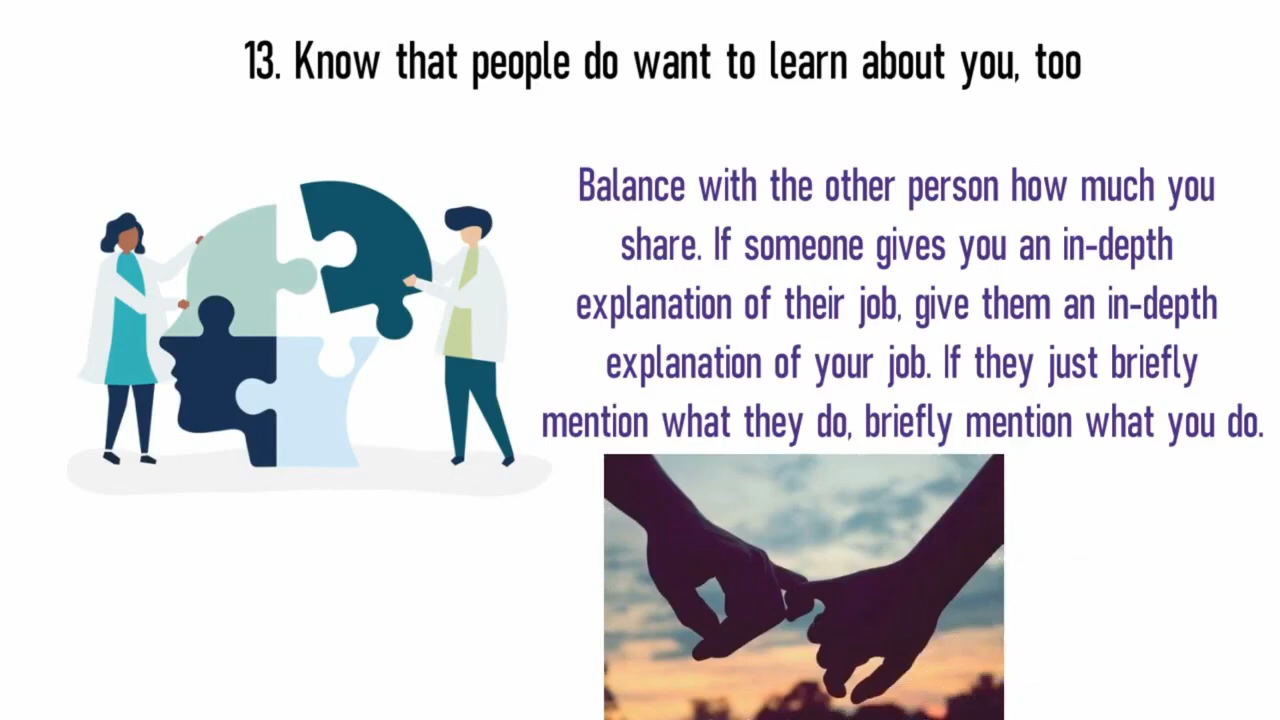 13. Know that people do want to learn about you, too
Balance with the other person how much you
share. If someone gives you an in-depth
explanation of their job, give them an in-depth
explanation of your job. If they just briefly
mention what they do, briefly mention what you do.